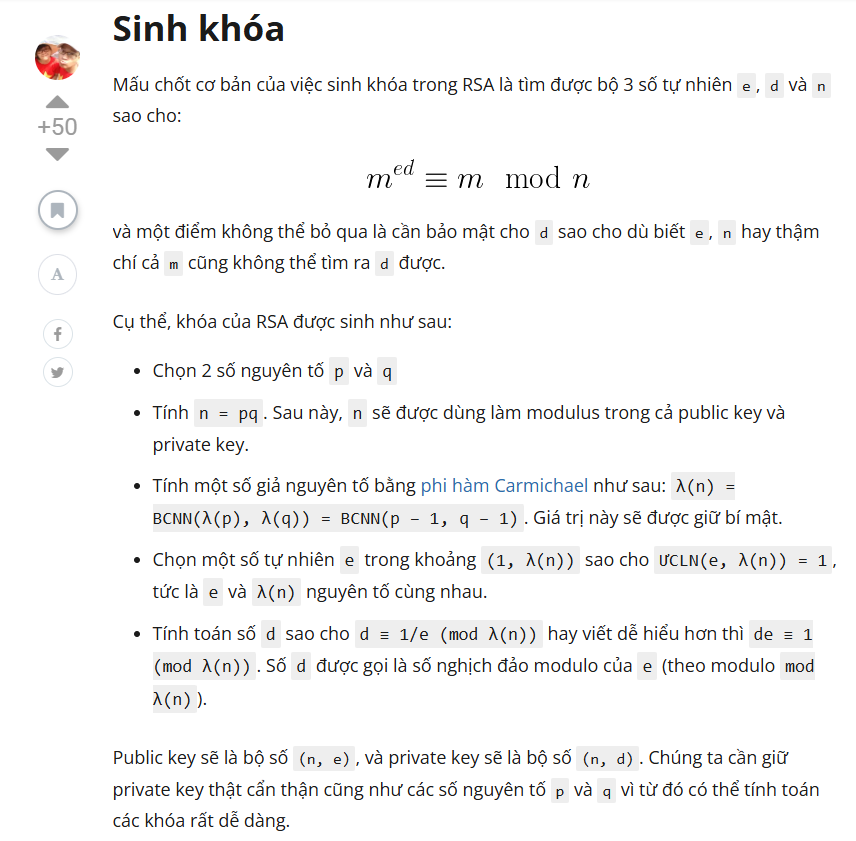 Sinh khóa
Mấu chốt cơ bản của việc sinh khóa trong RSA là tìm được bộ 3 số tự nhiên e, d và n
sao cho:
+50
m^{ed} ≡ m mod n
và một điểm không thể bỏ qua là cần bảo mật cho d sao cho dù biết e, n hay thậm
chí cả m cũng không thể tìm ra d được.
A
Cụ thể, khóa của RSA được sinh như sau:
• Chọn 2 số nguyên tố p và q
• Tính n = pq. Sau này, n sẽ được dùng làm modulus trong cả public key và
private key.
• Tính một số giả nguyên tố bằng phi hàm Carmichael như sau: λ(n) =
BCNN(λ(p), λ(q)) = BCNN(p − 1, q − 1). Giá trị này sẽ được giữ bí mật.
• Chọn một số tự nhiên e trong khoảng (1, λ(n)) sao cho ƯCLN(e, λ(n)) = 1,
tức là e và λ(n) nguyên tố cùng nhau.
• Tính toán số d sao cho d ≡ 1/e (mod λ(n)) hay viết dễ hiểu hơn thì de ≡ 1
(mod λ(n)). Số d được gọi là số nghịch đảo modulo của e (theo modulo mod
λ(n)).
Public key sẽ là bộ số (n, e), và private key sẽ là bộ số (n, d). Chúng ta cần giữ
private key thật cẩn thận cũng như các số nguyên tố p và q vì từ đó có thể tính toán
các khóa rất dễ dàng.